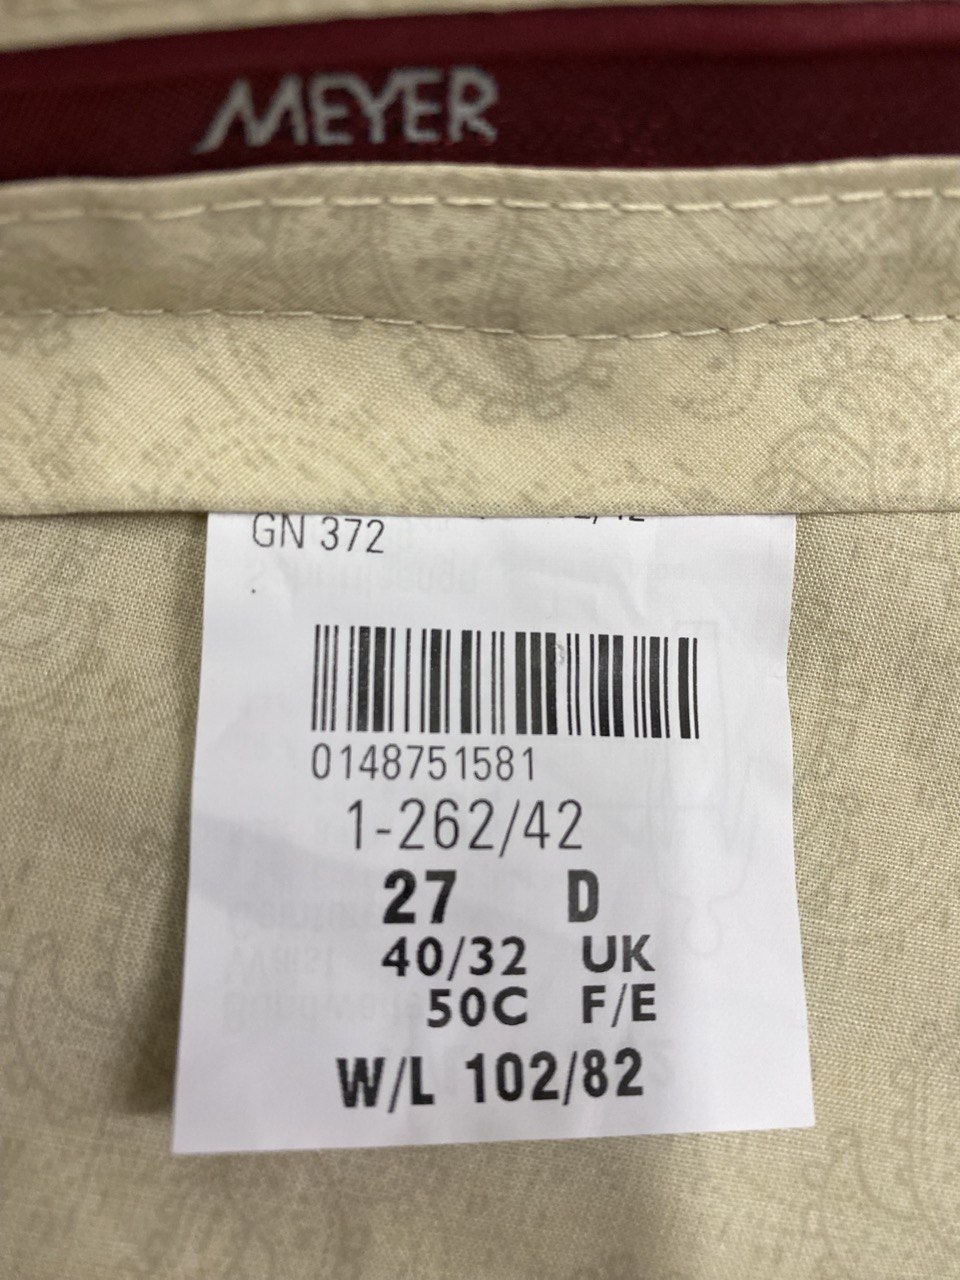 MEYER
GN 372
0148751581
1-262/42
27 D
40/32 UK
50C F/E
W/L 102/82